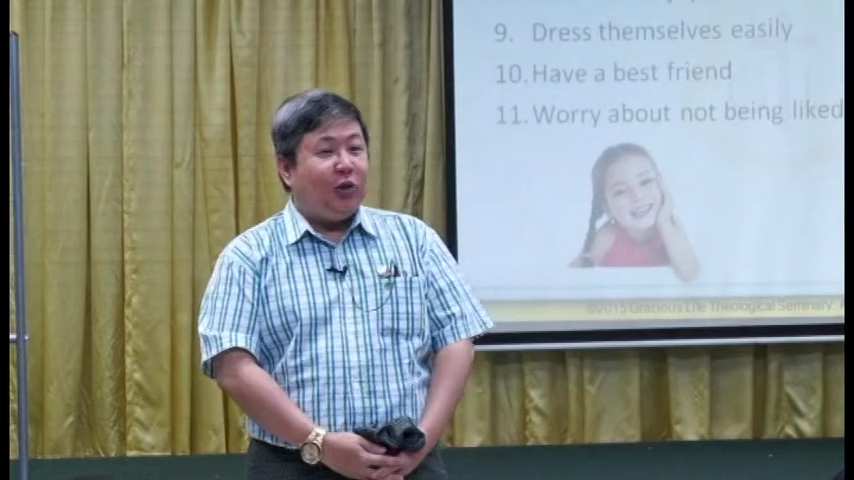 9. Dress themselves easily
10. Have a best friend
11. Worry about not being liked
©2015 Gracious Life Theological Seminary